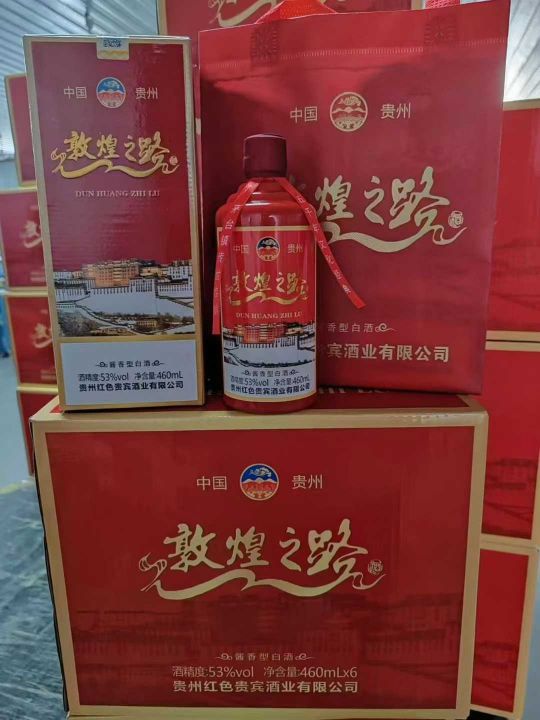 中国 贵州
敦煌之路
DUN HUANG ZHI LU
酱香型白酒
酒精度:53%vol 净含量:460mL
贵州红色贵宾酒业有限公司
中国 贵州
敦煌之路
DUN HUANG ZHI LU
酱香型白酒
酒精度:53%vol 净含量:460mL
贵州红色贵宾酒业有限公司
中国 贵州
煌之路
香型白酒
贵宾酒业有限公司
中国 贵州
敦煌之路
酱香型白酒
酒精度:53%vol 净含量:460mLx6
贵州红色贵宾酒业有限公司